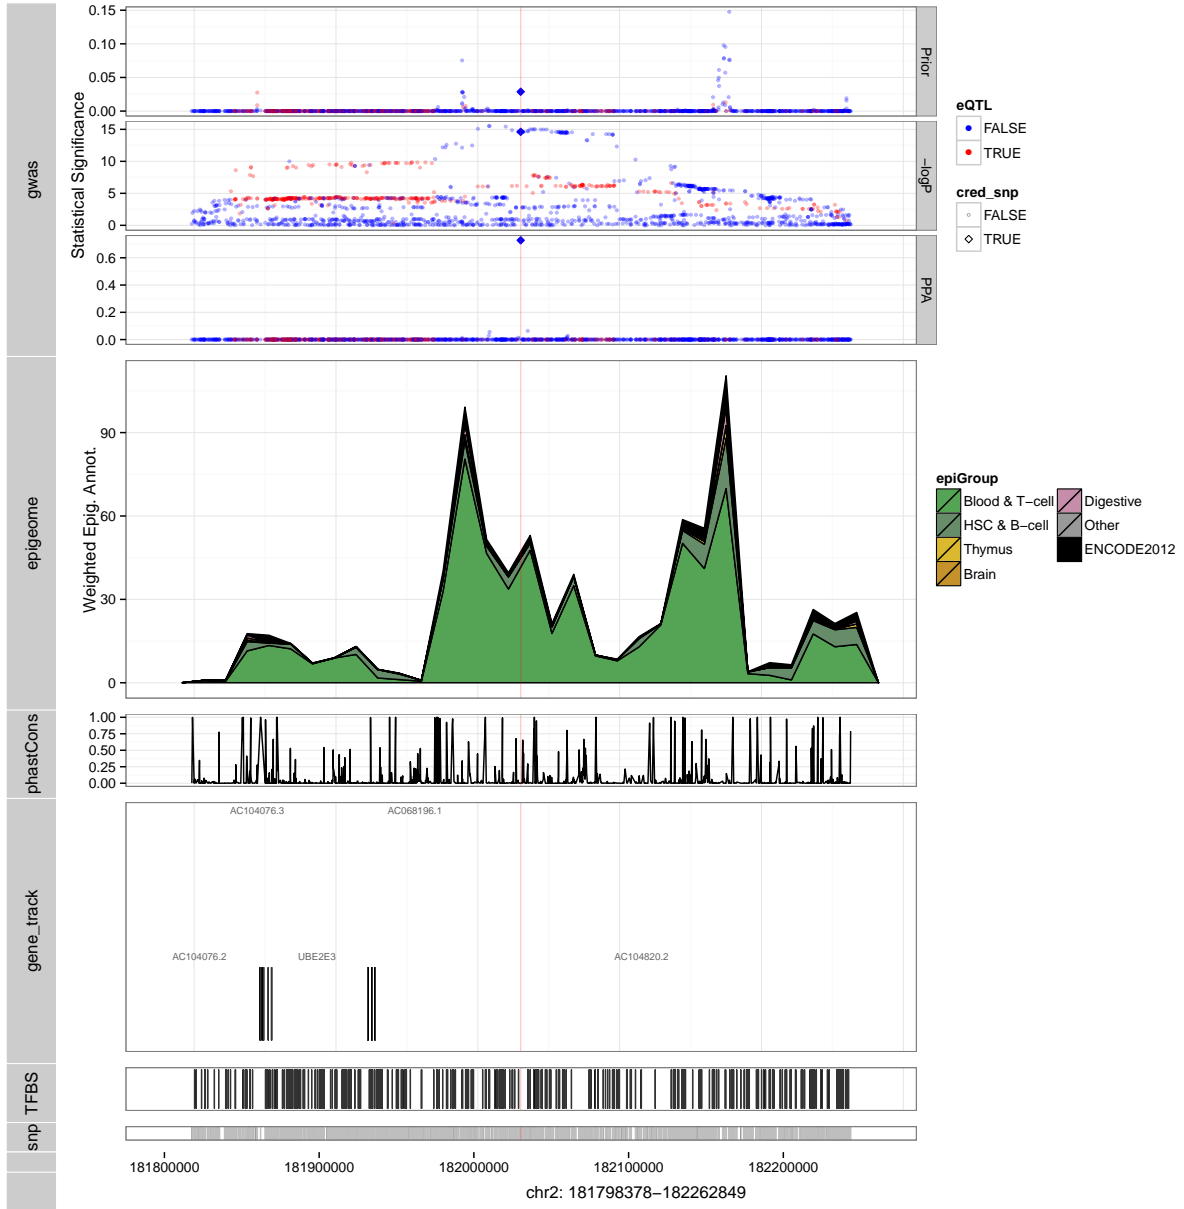 gwas
Statistical Significance
0.15
0.10
0.05
0.00
Prior
15
10
5
0
−logP
0.6
0.4
0.2
0.0
PPA
eQTL
FALSE
TRUE
cred_snp
FALSE
TRUE
epigeome
Weighted Epig. Annot.
90
60
30
0
epiGroup
Blood & T−cell
HSC & B−cell
Thymus
Brain
Digestive
Other
ENCODE2012
phastCons
1.00
0.75
0.50
0.25
0.00
gene_track
AC104076.3
AC068196.1
AC104076.2
UBE2E3
AC104820.2
TFBS
snp
181800000
181900000
182000000
182100000
182200000
chr2: 181798378−182262849